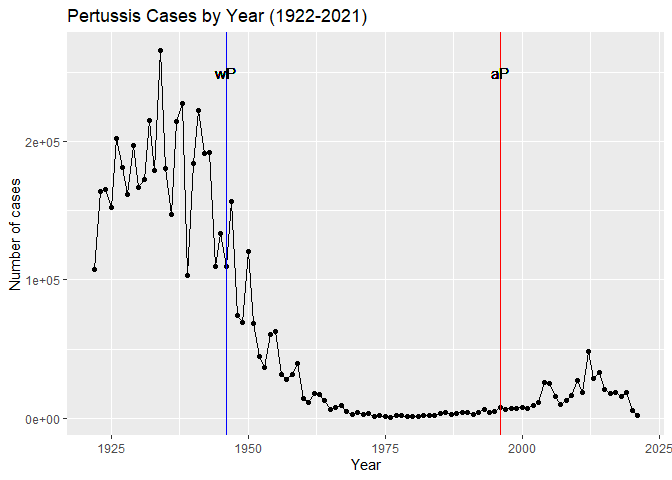 Pertussis Cases by Year (1922-2021)
wP
aP
2e+05
1e+05
0e+00
Number of cases
1925
1950
1975
2000
2025
Year